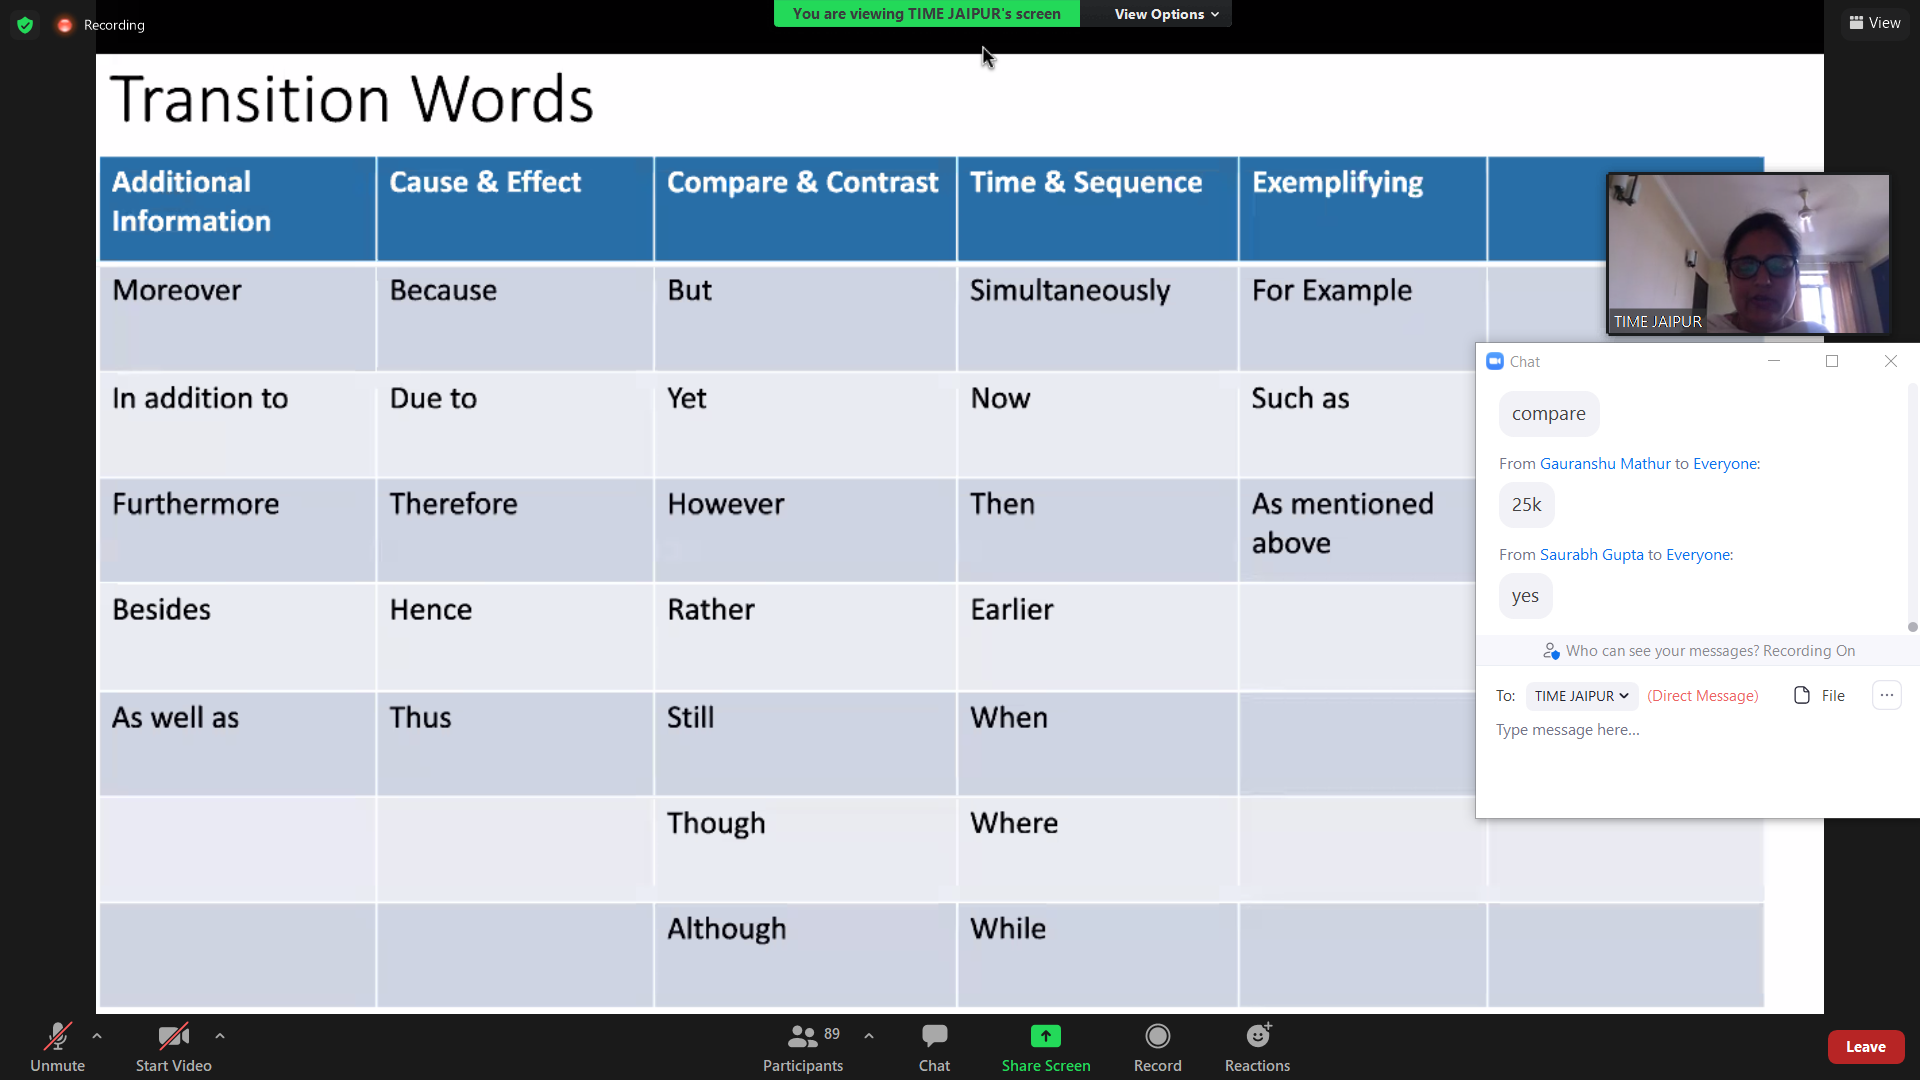 Recording
You are viewing TIME JAIPUR's screen
View Options
View
Transition Words
Additional Information
Cause & Effect
Compare & Contrast
Time & Sequence
Exemplifying
Moreover
Because
But
Simultaneously
For Example
In addition to
Due to
Yet
Now
Such as
Furthermore
Therefore
However
Then
As mentioned above
Besides
Hence
Rather
Earlier
As well as
Thus
Still
When
Though
Where
Although
While
TIME JAIPUR
Chat
compare
From Gauranshu Mathur to Everyone:
25k
From Saurabh Gupta to Everyone:
yes
Who can see your messages? Recording On
To: TIME JAIPUR (Direct Message) File
Type message here...
Unmute
Start Video
89
Participants
Chat
Share Screen
Record
Reactions
Leave